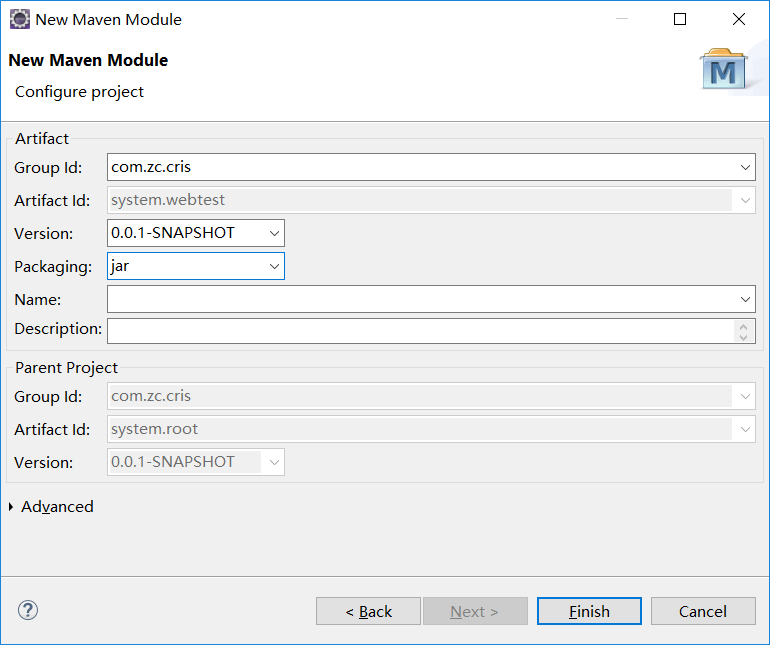 New Maven Module
New Maven Module
Configure project
M
Artifact
Group Id: com.zc.cris
Artifact Id: system.webtest
Version: 0.0.1-SNAPSHOT
Packaging: jar
Name:
Description:
Parent Project
Group Id: com.zc.cris
Artifact Id: system.root
Version: 0.0.1-SNAPSHOT
Advanced
? < Back Next > Finish Cancel